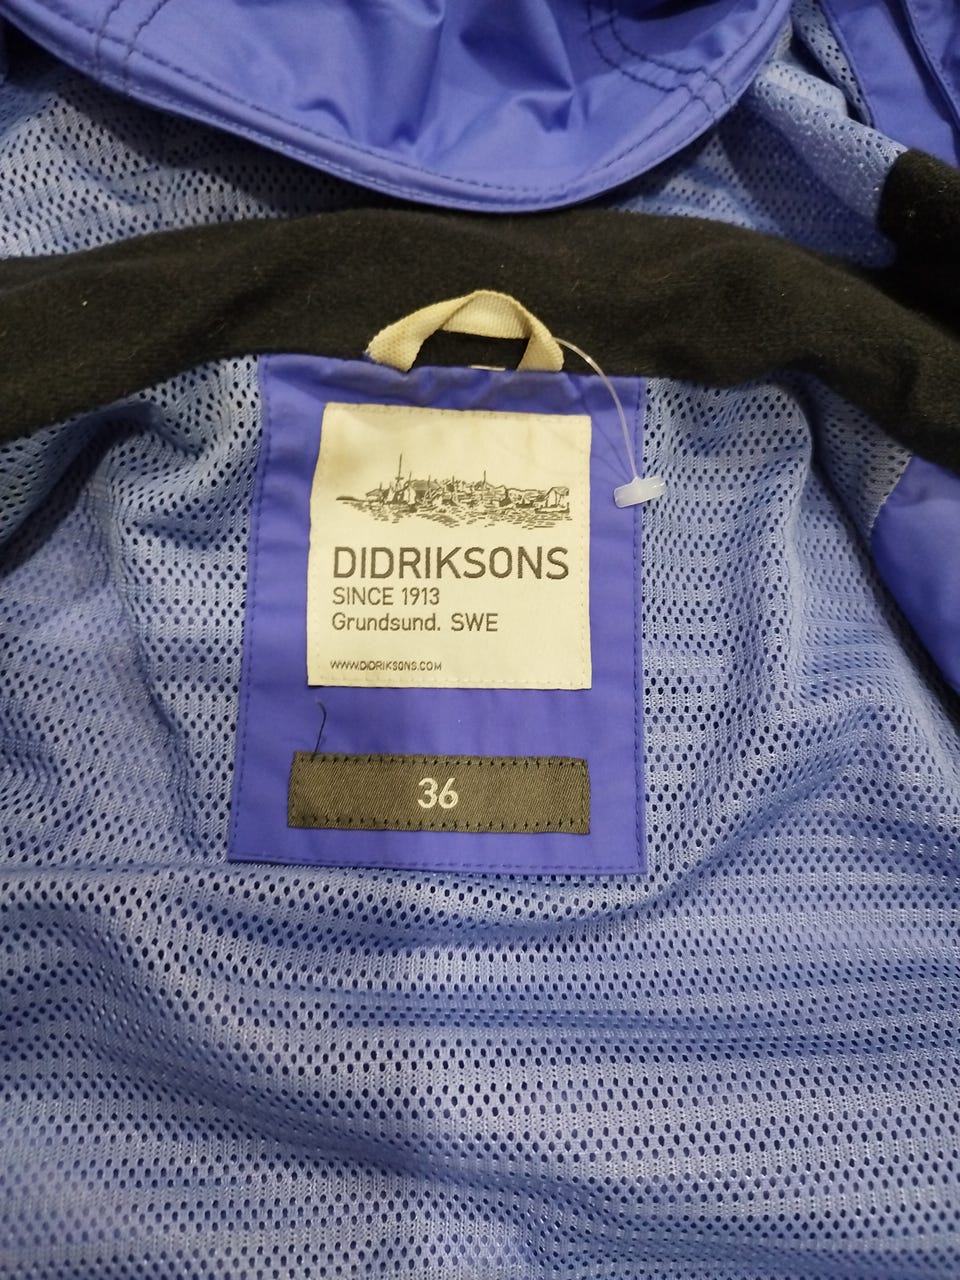 DIDRIKSONS
SINCE 1913
Grundsund. SWE
WWW.DIDRIKSONS.COM
36